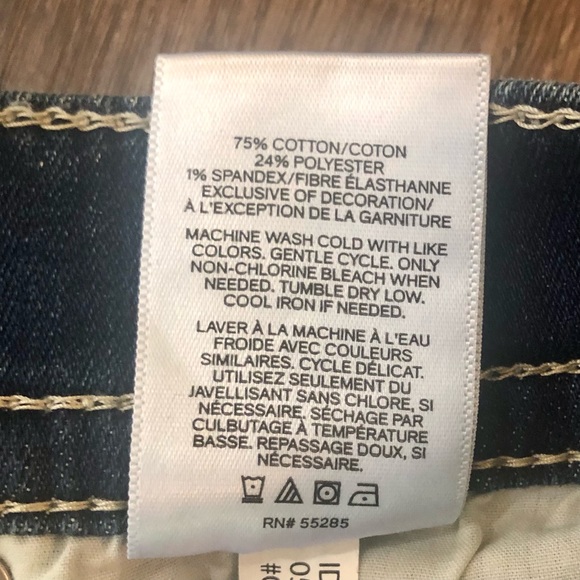 75% COTTON/COTON
24% POLYESTER
1% SPANDEX/FIBRE ÉLASTHANNE
EXCLUSIVE OF DECORATION/
À L'EXCEPTION DE LA GARNITURE
MACHINE WASH COLD WITH LIKE
COLORS. GENTLE CYCLE. ONLY
NON-CHLORINE BLEACH WHEN
NEEDED. TUMBLE DRY LOW.
COOL IRON IF NEEDED.
LAVER À LA MACHINE À L'EAU
FROIDE AVEC COULEURS
SIMILAIRES. CYCLE DÉLICAT.
UTILISEZ SEULEMENT DU
JAVELLISANT SANS CHLORE, SI
NÉCESSAIRE. SÉCHAGE PAR
CULBUTAGE À TEMPÉRATURE
BASSE. REPASSAGE DOUX, SI
NÉCESSAIRE.
RN# 55285